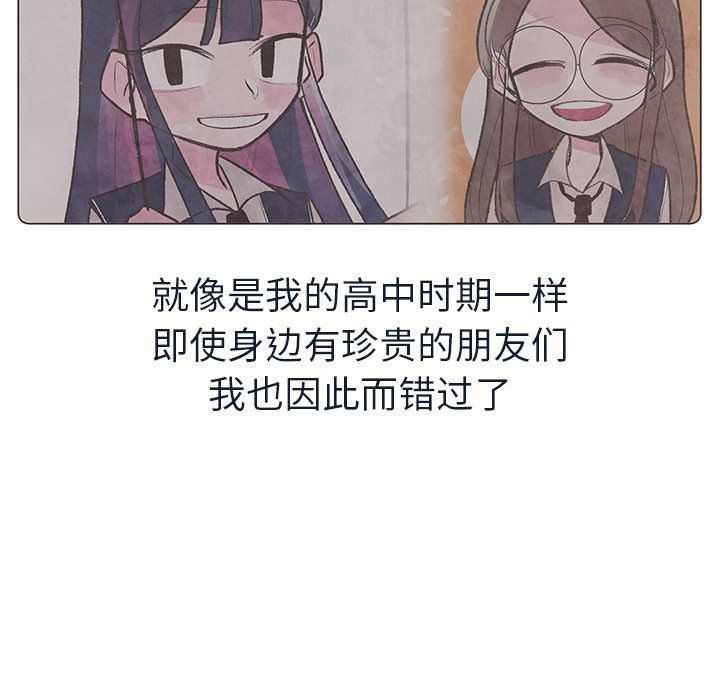 就像是我的高中时期一样
即使身边有珍贵的朋友们
我也因此而错过了